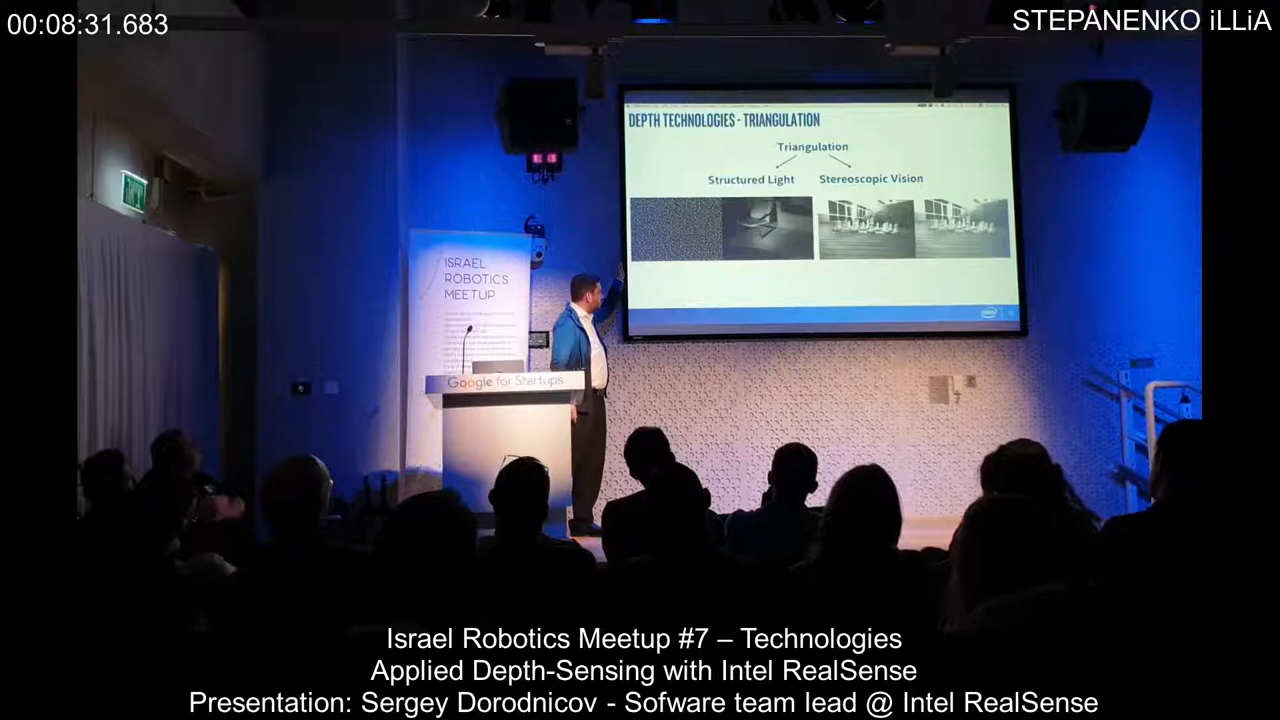 00:08:31.683
STEPANENKO iLLiA
DEPTH TECHNOLOGIES - TRIANGULATION
Triangulation
Structured Light
Stereoscopic Vision
ISRAEL
ROBOTICS
MEETUP
Google for Startups
intel
Israel Robotics Meetup #7 – Technologies
Applied Depth-Sensing with Intel RealSense
Presentation: Sergey Dorodnicov - Sofware team lead @ Intel RealSense